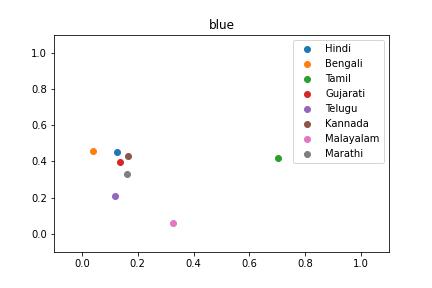 blue
Hindi
Bengali
Tamil
Gujarati
Telugu
Kannada
Malayalam
Marathi
1.0
0.8
0.6
0.4
0.2
0.0
0.0 0.2 0.4 0.6 0.8 1.0